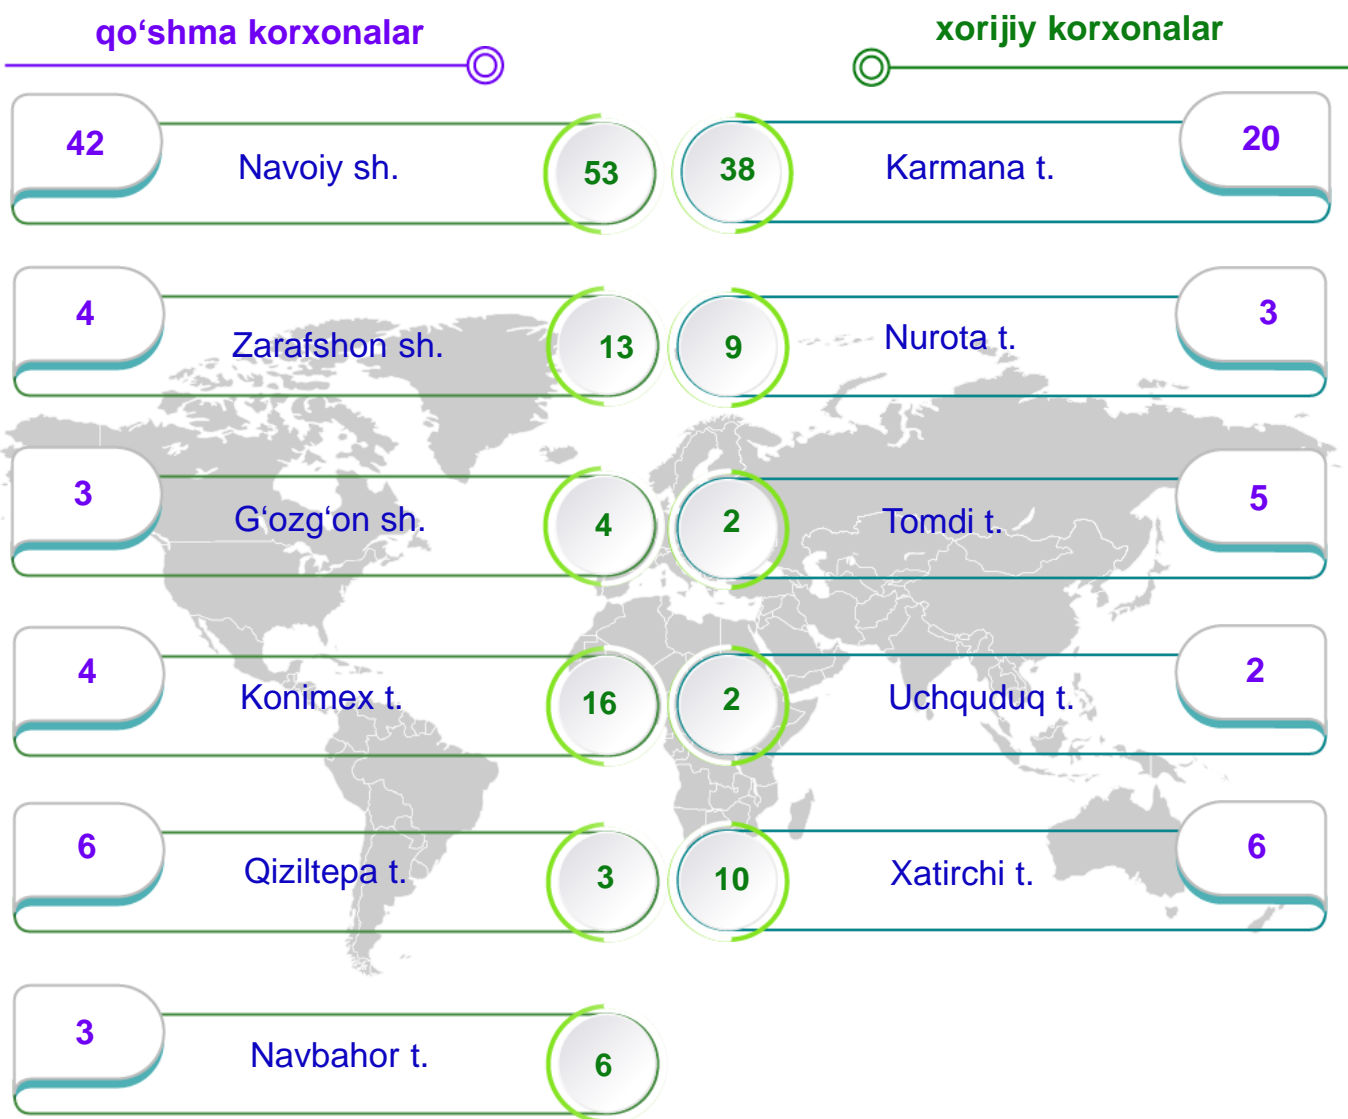 qo‘shma korxonalar
xorijiy korxonalar
42
Navoiy sh.
53
38
Karmana t.
20
4
Zarafshon sh.
13
9
Nurota t.
3
3
G‘ozg‘on sh.
4
2
Tomdi t.
5
4
Konimex t.
16
2
Uchquduq t.
2
6
Qiziltepa t.
3
10
Xatirchi t.
6
3
Navbahor t.
6